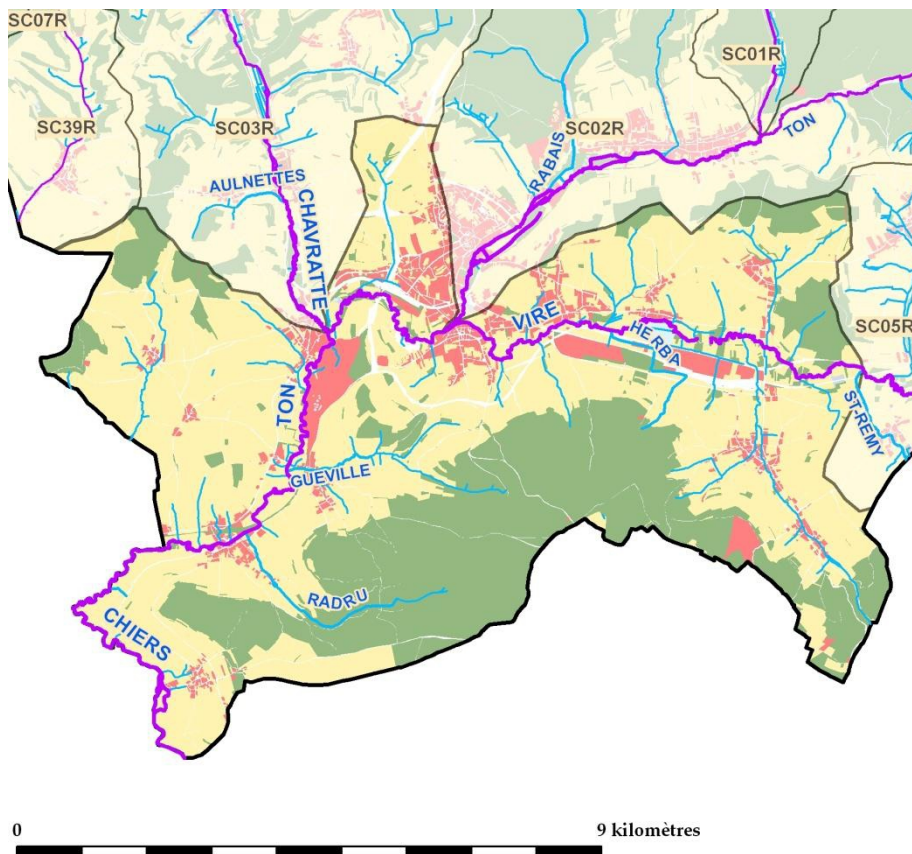 SC07R
SC39R
SC03R
SC02R
SC01R
TON
RABAIS
AULNETTES
CHAVRATTE
VIRE
HERBA
SC05R
ST-REMY
TON
GUEVILLE
RADRU
CHIERS
0
9 kilomètres